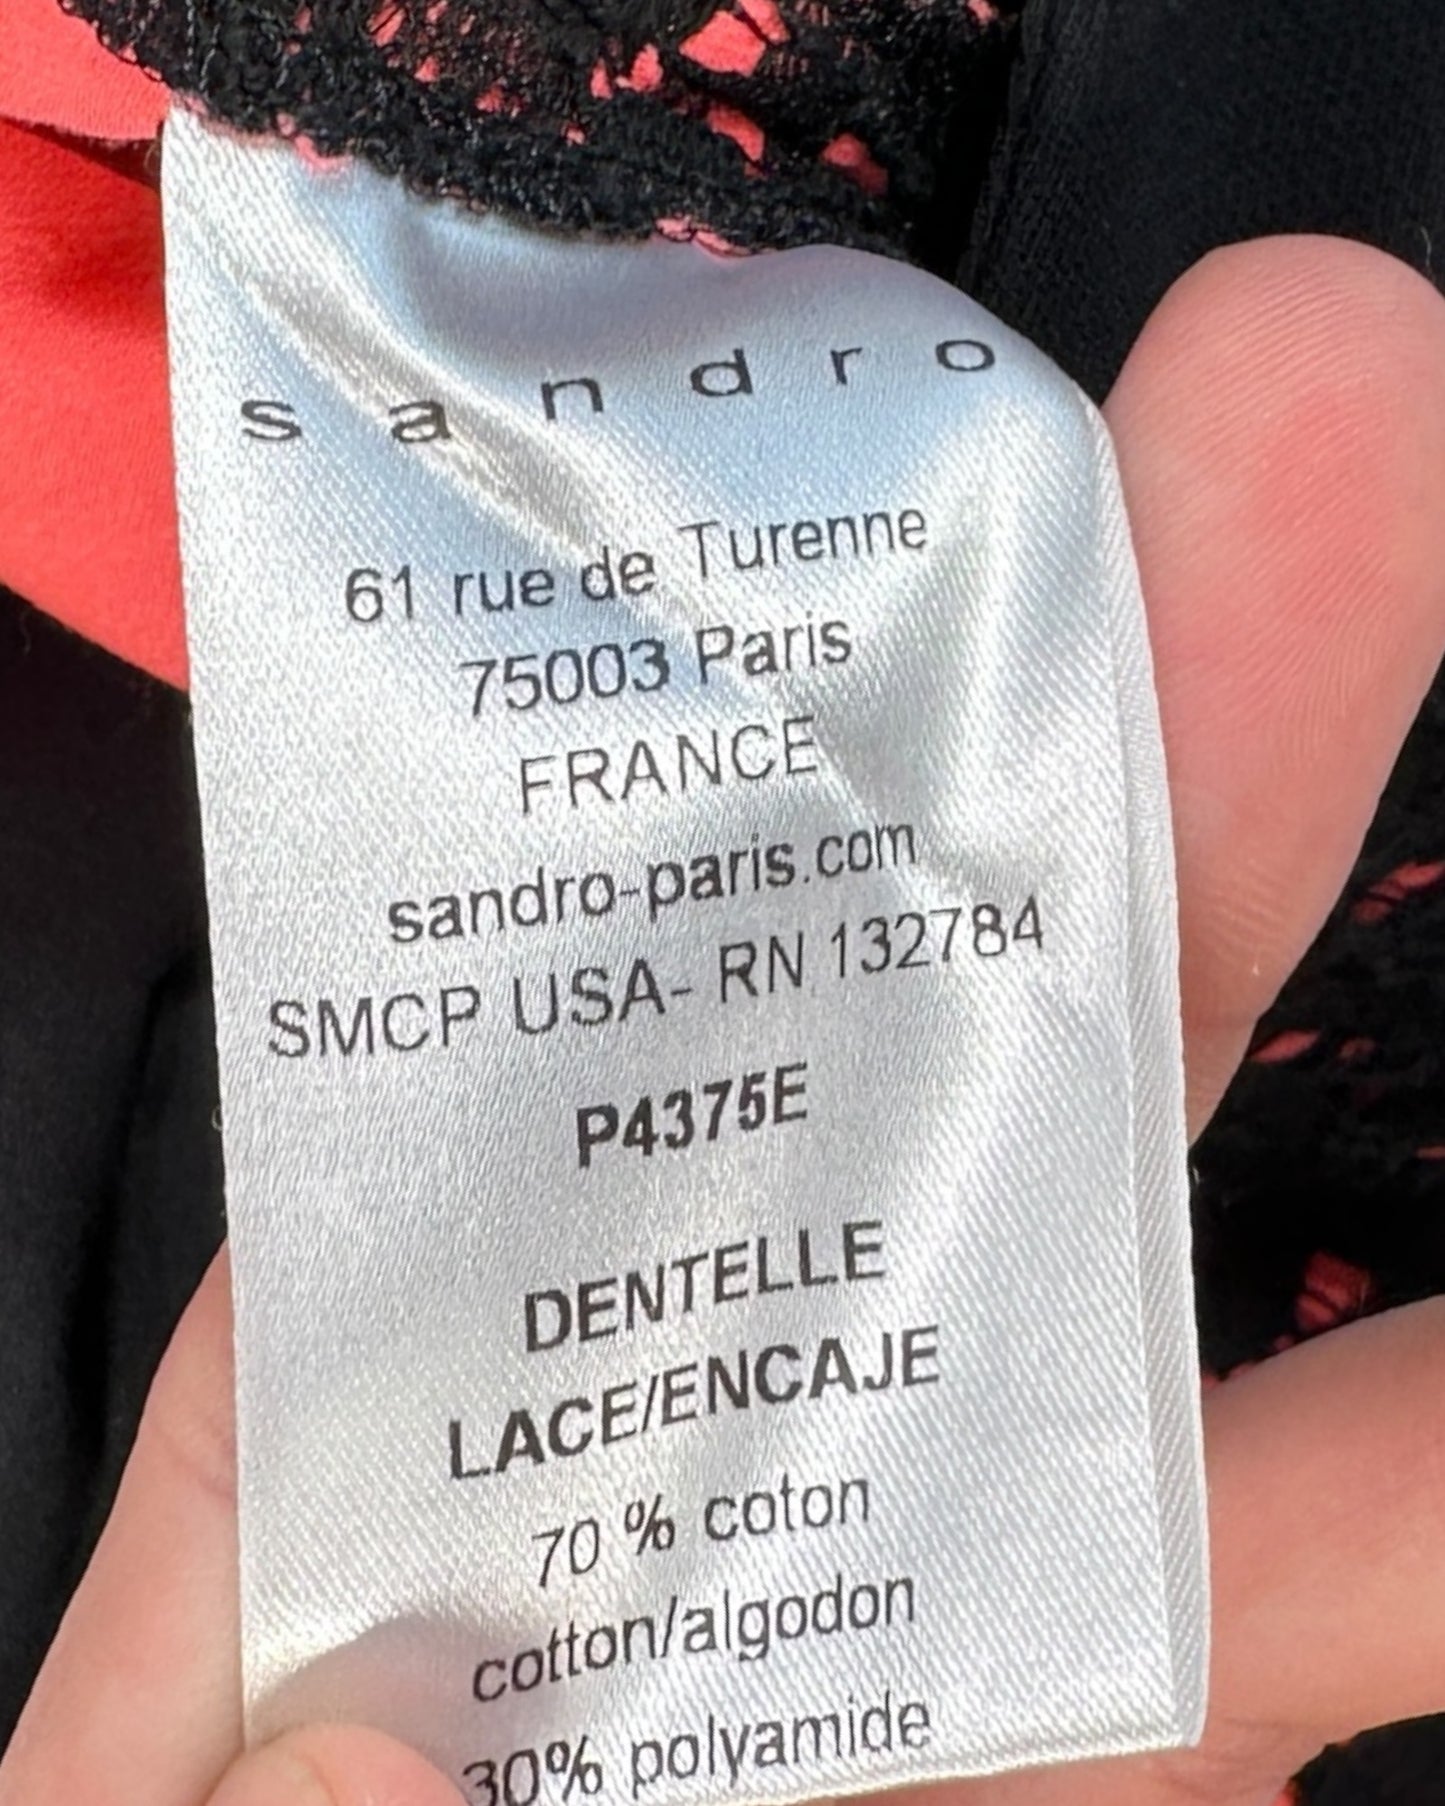 sandro
61 rue de Turenne
75003 Paris
FRANCE
sandro-paris.com
SMCP USA- RN 132784
P4375E
DENTELLE
LACE/ENCAJE
70 % coton
cotton/algodon
30% polyamide